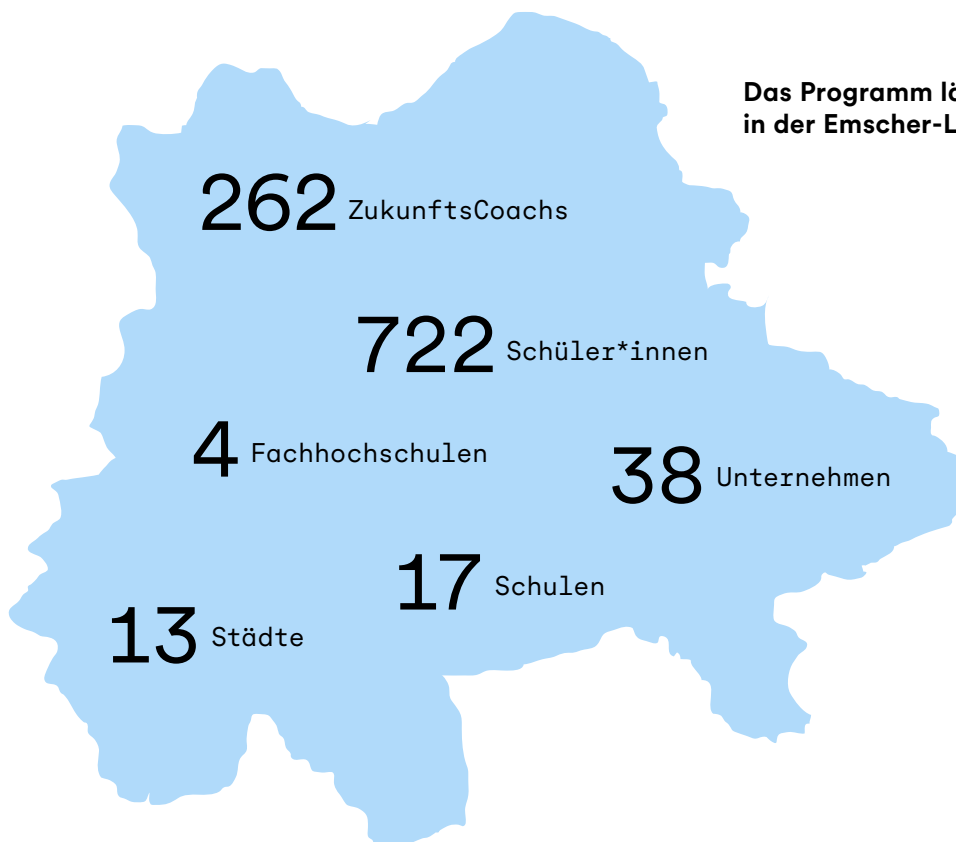 Das Programm
in der
262 ZukunftsCoachs
722 Schüler*innen
4 Fachhochschulen
38 Unternehmen
17 Schulen
13 Städte